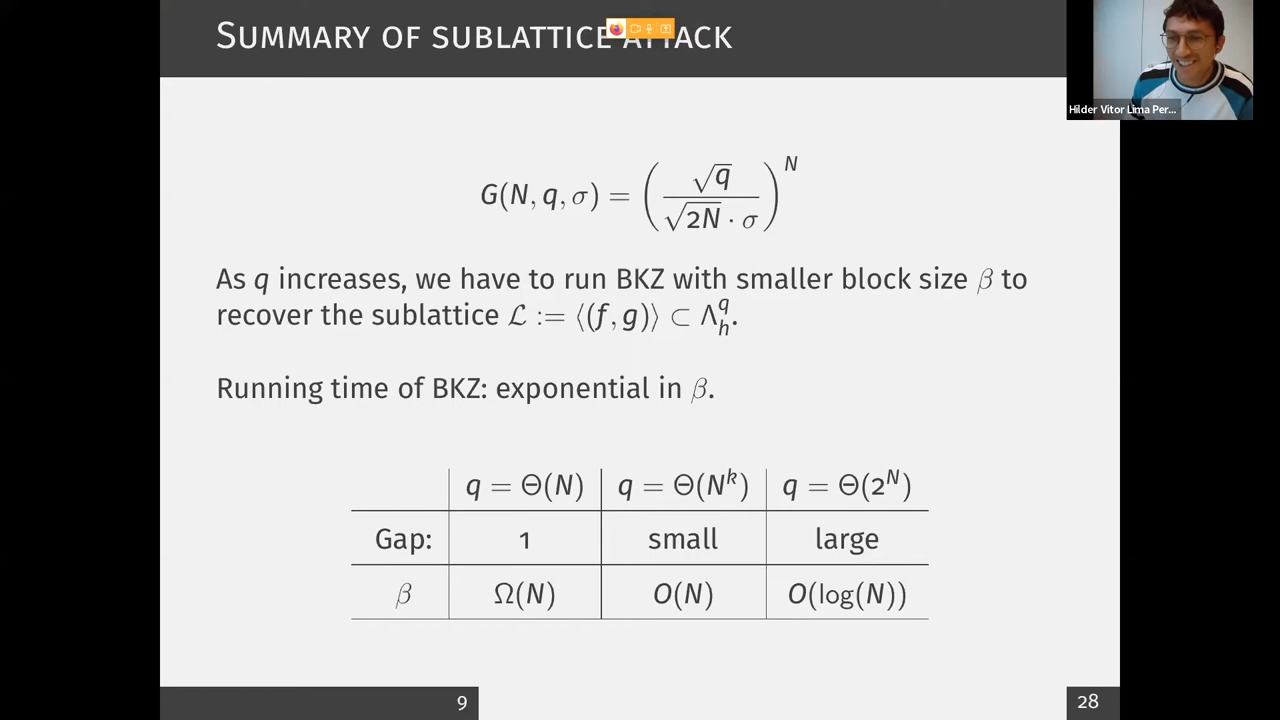 SUMMARY OF SUBLATTICE ATTACK
Hilder Vitor Lima Per...
G(N, q, σ) = (√q / √2N · σ)^N
As q increases, we have to run BKZ with smaller block size β to
recover the sublattice ℒ := ⟨(f, g)⟩ ⊂ Λ_h^q.
Running time of BKZ: exponential in β.
q = Θ(N) q = Θ(N^k) q = Θ(2^N)
Gap: 1 small large
β Ω(N) O(N) O(log(N))
9 28